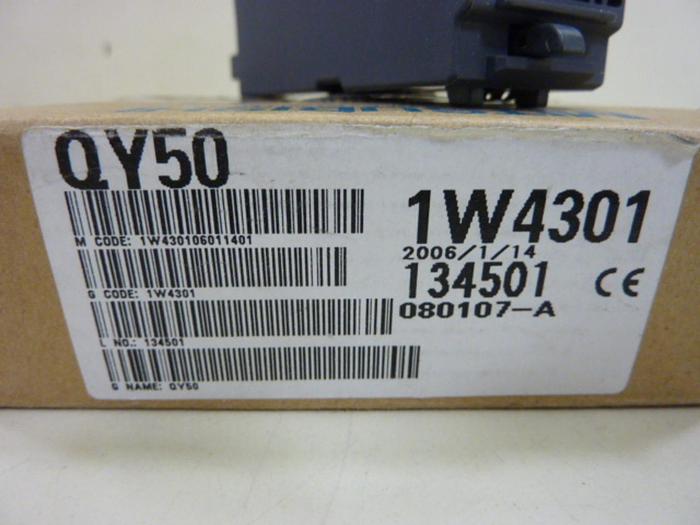 QY50
M CODE: 1W430106011401
G CODE: 1W4301
L NO.: 134501
G NAME: QY50
1W4301
2006/1/14
134501
CE
080107-A